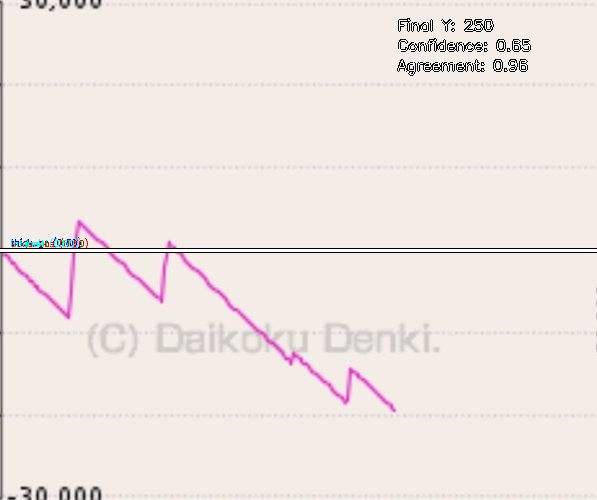 30,000
Final Y: 250
Confidence: 0.65
Agreement: 0.96
(C) Daikoku Denki.
-30,000